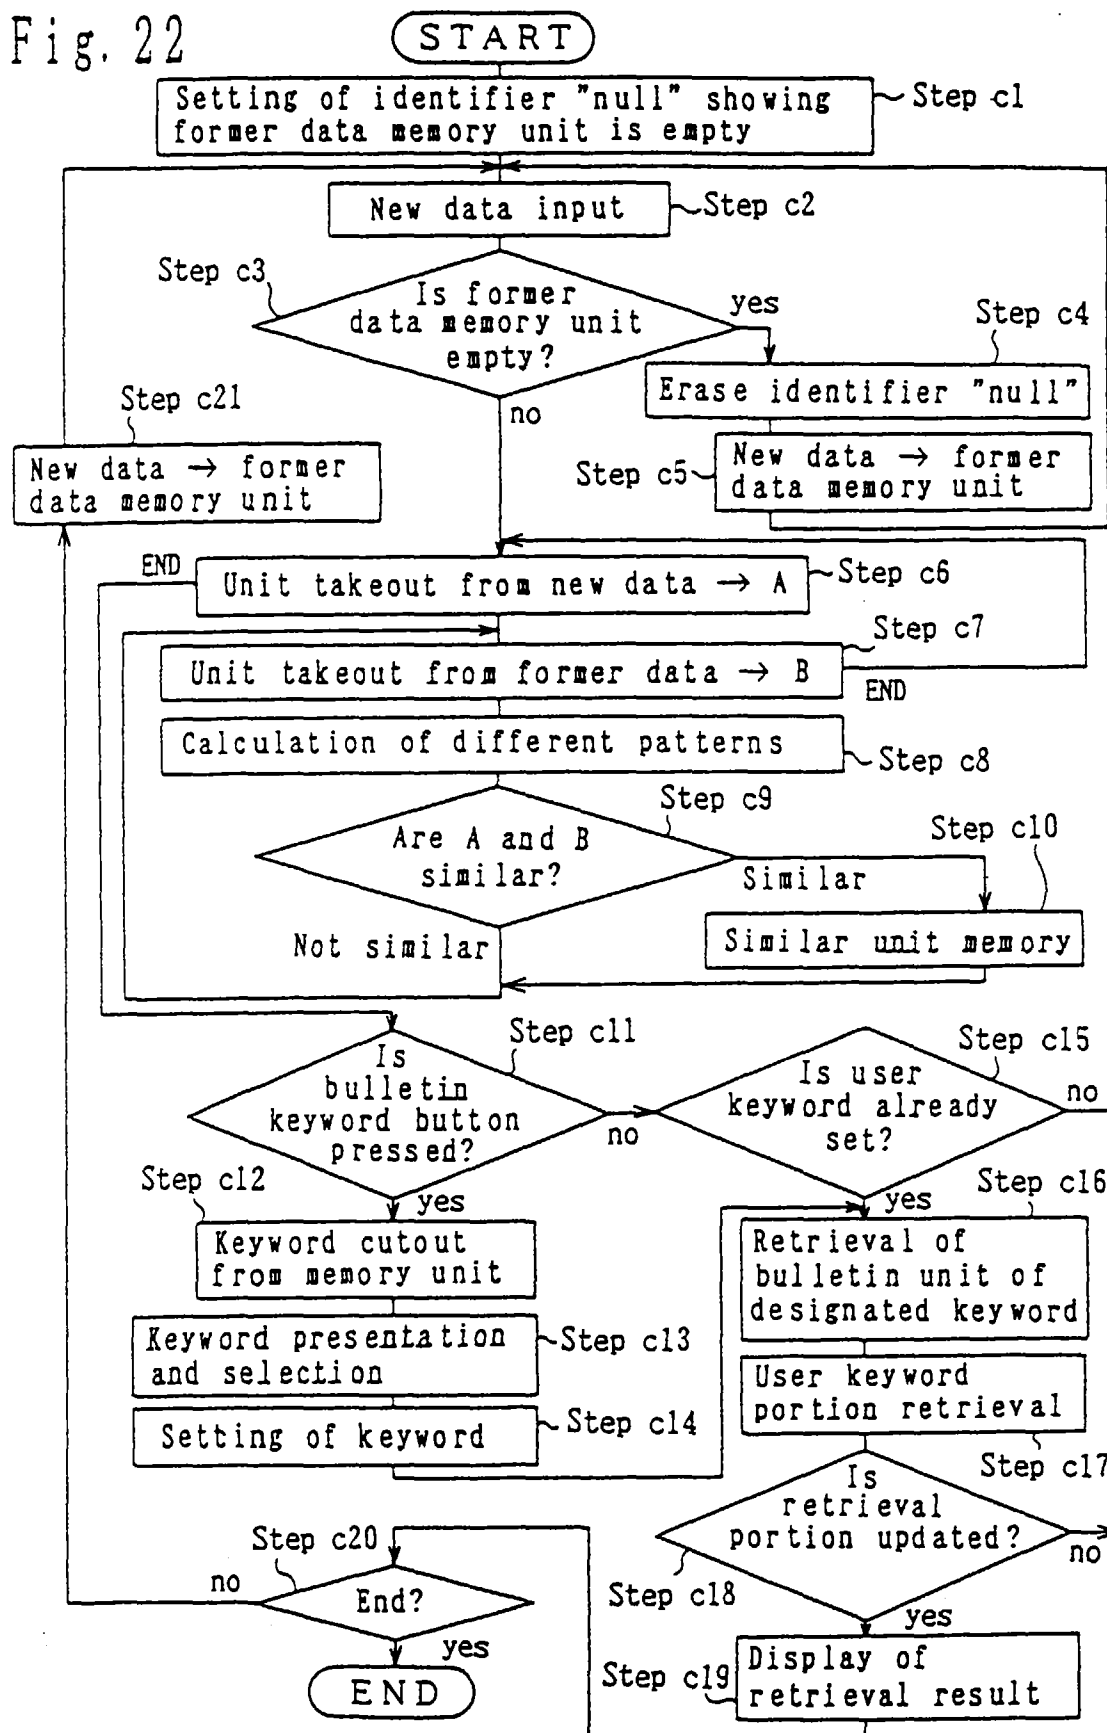 Fig. 22
START
Setting of identifier "null" showing
former data memory unit is empty
Step c1
New data input
Step c2
Step c3
Is former
data memory unit
empty?
yes
no
Step c4
Erase identifier "null"
Step c21
New data → former
data memory unit
Step c5
New data → former
data memory unit
END
Unit takeout from new data → A
Step c6
Step c7
Unit takeout from former data → B
END
Calculation of different patterns
Step c8
Step c9
Are A and B
similar?
Similar
Step c10
Similar unit memory
Not similar
Step c11
Is
bulletin
keyword button
pressed?
no
yes
Step c15
Is user
keyword already
set?
no
yes
Step c12
Keyword cutout
from memory unit
Step c16
Retrieval of
bulletin unit of
designated keyword
Keyword presentation
and selection
Step c13
User keyword
portion retrieval
Setting of keyword
Step c14
Step c17
Is
retrieval
portion updated?
no
Step c18
yes
Step c20
no
End?
yes
END
Step c19
Display of
retrieval result